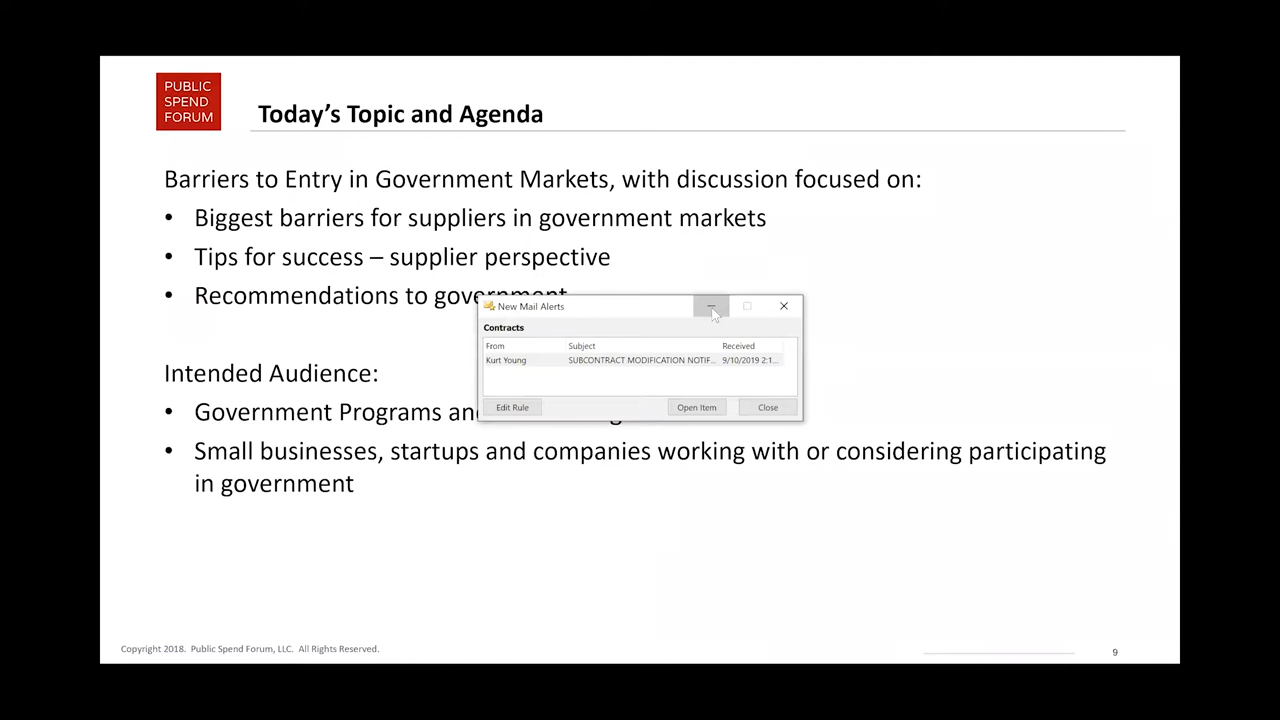 PUBLIC
SPEND
FORUM
Today's Topic and Agenda
Barriers to Entry in Government Markets, with discussion focused on:
• Biggest barriers for suppliers in government markets
• Tips for success – supplier perspective
• Recommendations to government
New Mail Alerts
Contracts
From Subject Received
Kurt Young SUBCONTRACT MODIFICATION NOTIF... 9/10/2019 2:1...
Edit Rule Open Item Close
Intended Audience:
• Government Programs and
• Small businesses, startups and companies working with or considering participating
in government
Copyright 2018. Public Spend Forum, LLC. All Rights Reserved.
9